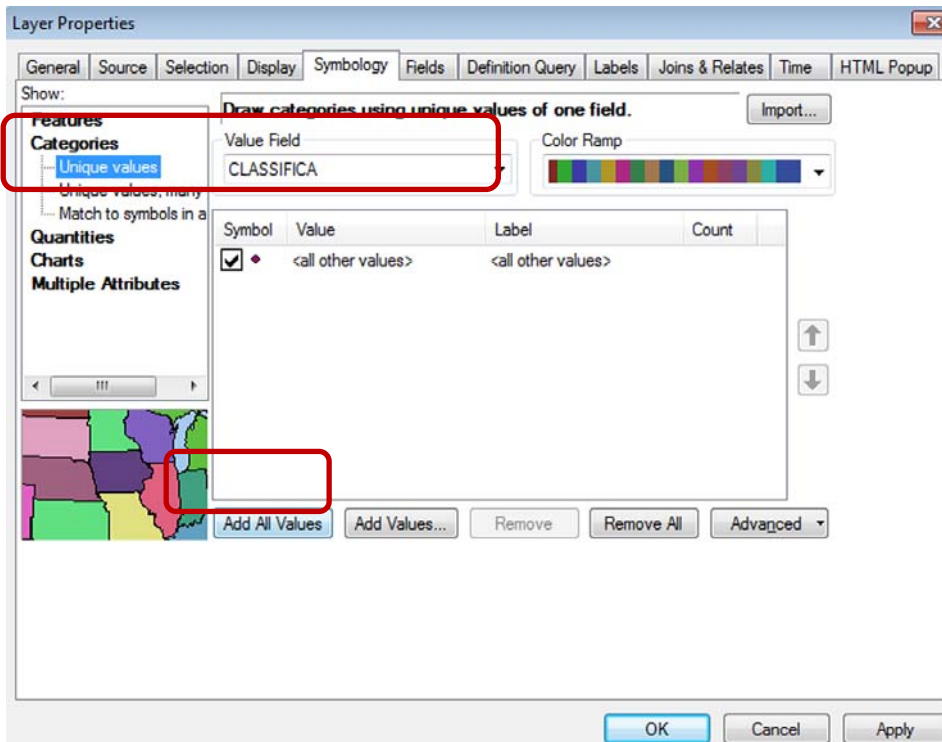 Layer Properties
General Source Selection Display Symbology Fields Definition Query Labels Joins & Relates Time HTML Popup
Show:
Features
Categories
Unique values
Unique values, many
Match to symbols in a
Quantities
Charts
Multiple Attributes
Draw categories using unique values of one field.
Import...
Value Field
CLASSIFICA
Color Ramp
Symbol Value Label Count
<all other values> <all other values>
Add All Values Add Values... Remove Remove All Advanced
OK Cancel Apply